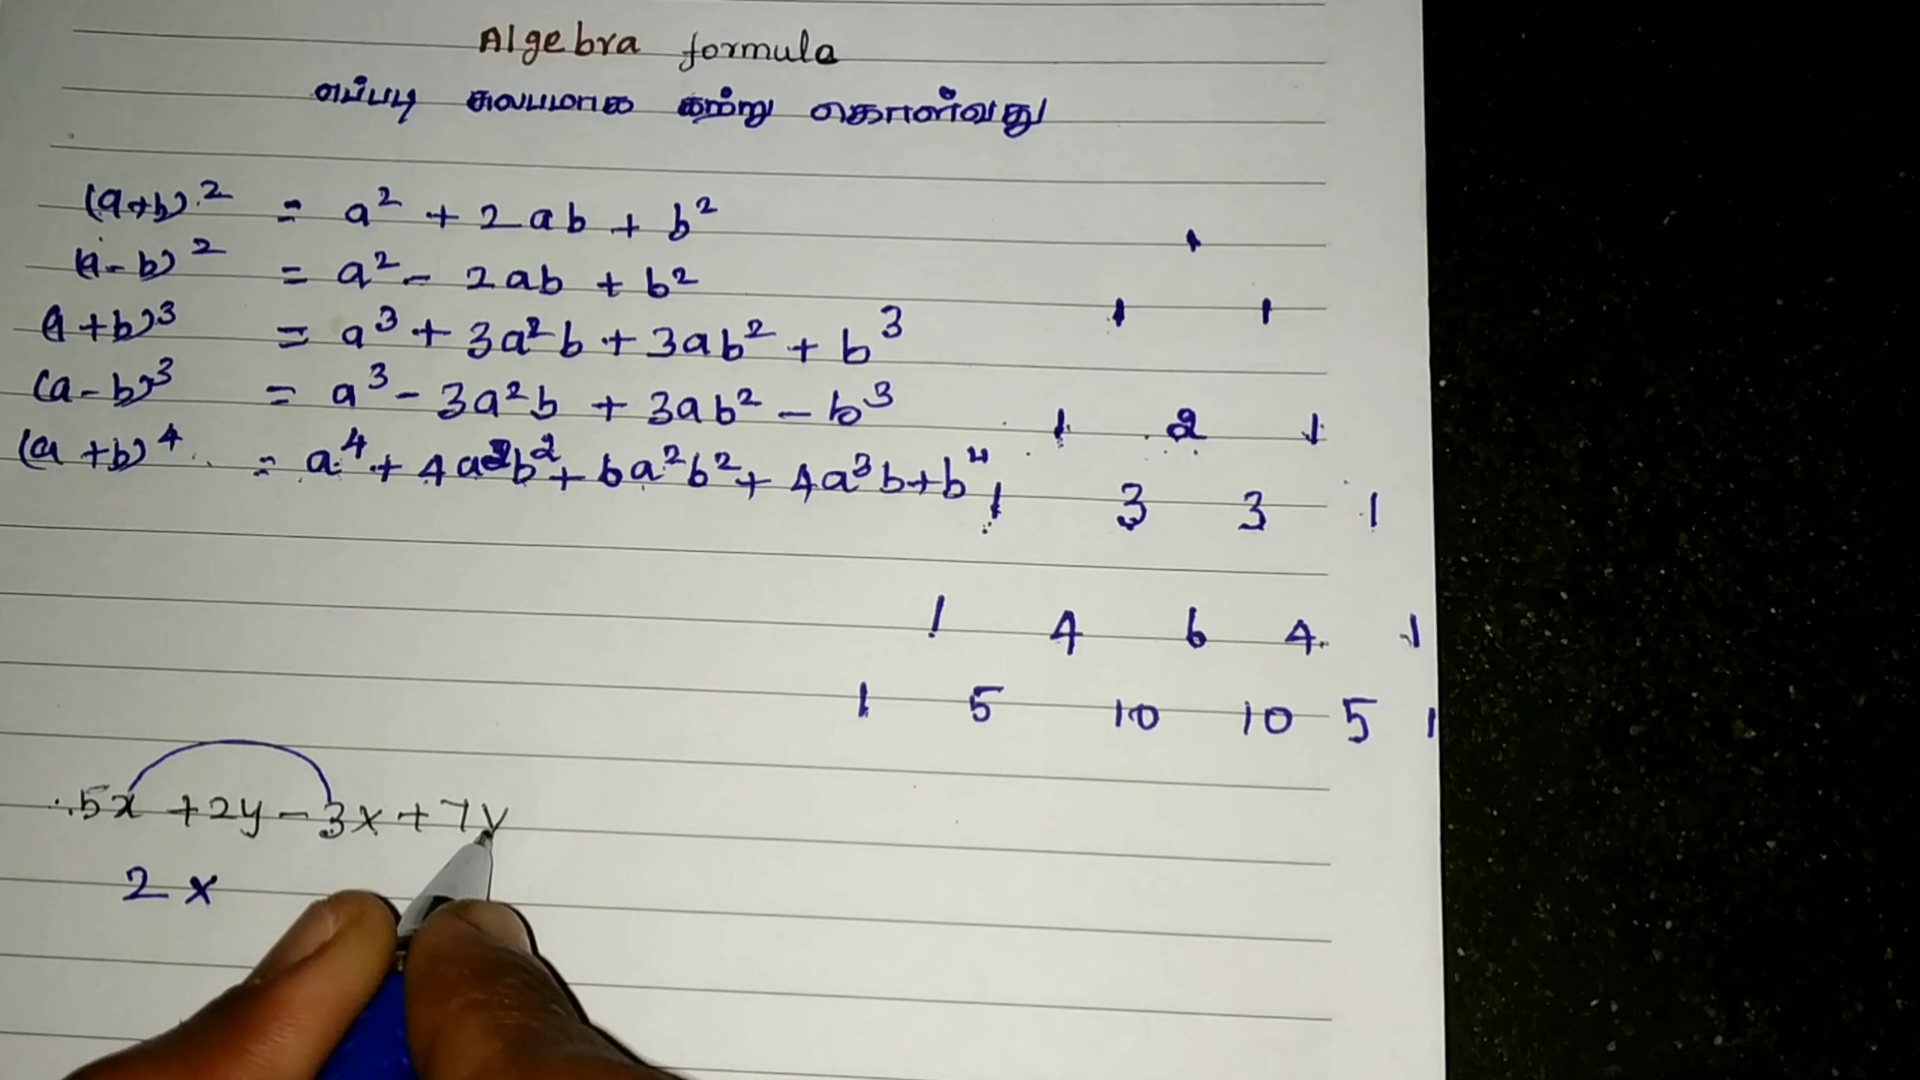 Algebra formula
எப்படி சுலபமாக கற்று கொள்வது
(a+b)² = a² + 2ab + b²
(a-b)² = a² - 2ab + b²
(a+b)³ = a³ + 3a²b + 3ab² + b³
(a-b)³ = a³ - 3a²b + 3ab² - b³
(a+b)⁴ = a⁴ + 4a³b² + 6a²b² + 4a³b + b⁴
1
1 1
1 2 1
1 3 3 1
1 4 6 4 1
1 5 10 10 5 1
5x + 2y - 3x + 7y
2x